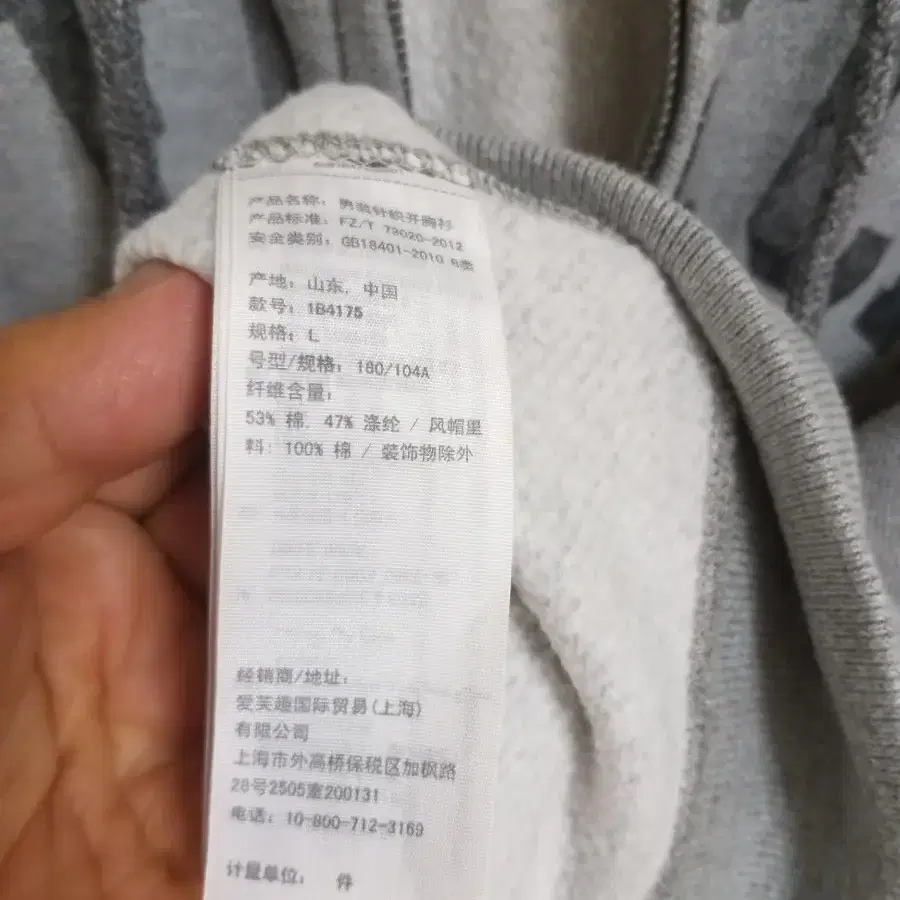 产品名称: 男装针织开胸衫
产品标准: FZ/T 73020-2012
安全类别: GB18401-2010 B类
产地: 山东, 中国
款号: 1B4175
规格: L
号型/规格: 180/104A
纤维含量:
53% 棉, 47% 涤纶 / 风帽里
料: 100% 棉 / 装饰物除外
经销商/地址:
爱芙趣国际贸易(上海)
有限公司
上海市外高桥保税区加枫路
28号2505室200131
电话: 10-800-712-3169
计量单位: 件